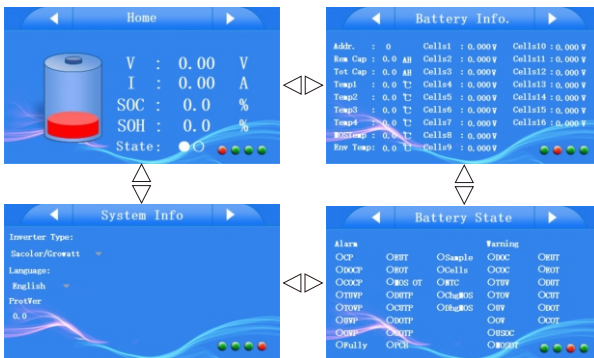 Home
V : 0.00 V
I : 0.00 A
SOC : 0.0 %
SOH : 0.0 %
State:
Battery Info.
Addr. : 0 Cells1 : 0.000V Cells10 : 0.000V
Rem Cap : 0.0 AH Cells2 : 0.000V Cells11 : 0.000V
Tot Cap : 0.0 AH Cells3 : 0.000V Cells12 : 0.000V
Temp1 : 0.0 ℃ Cells4 : 0.000V Cells13 : 0.000V
Temp2 : 0.0 ℃ Cells5 : 0.000V Cells14 : 0.000V
Temp3 : 0.0 ℃ Cells6 : 0.000V Cells15 : 0.000V
Temp4 : 0.0 ℃ Cells7 : 0.000V Cells16 : 0.000V
MOSTemp : 0.0 ℃ Cells8 : 0.000V
Env Temp: 0.0 ℃ Cells9 : 0.000V
System Info
Inverter Type:
Sacolor/Growatt
Language:
English
ProtVer
0.0
Battery State
Alarm Warning
OCP EUT Sample DOC EUT
DOCP EOT Cells COC EOT
COCP MOS OT NTC TUV DUT
TUVP DUTP ChgMOS TOV CUT
TOVP CUTP DhgMOS UV DOT
UVP DOTP OV COT
OVP COTP USOC
Fully PCB MOSOT